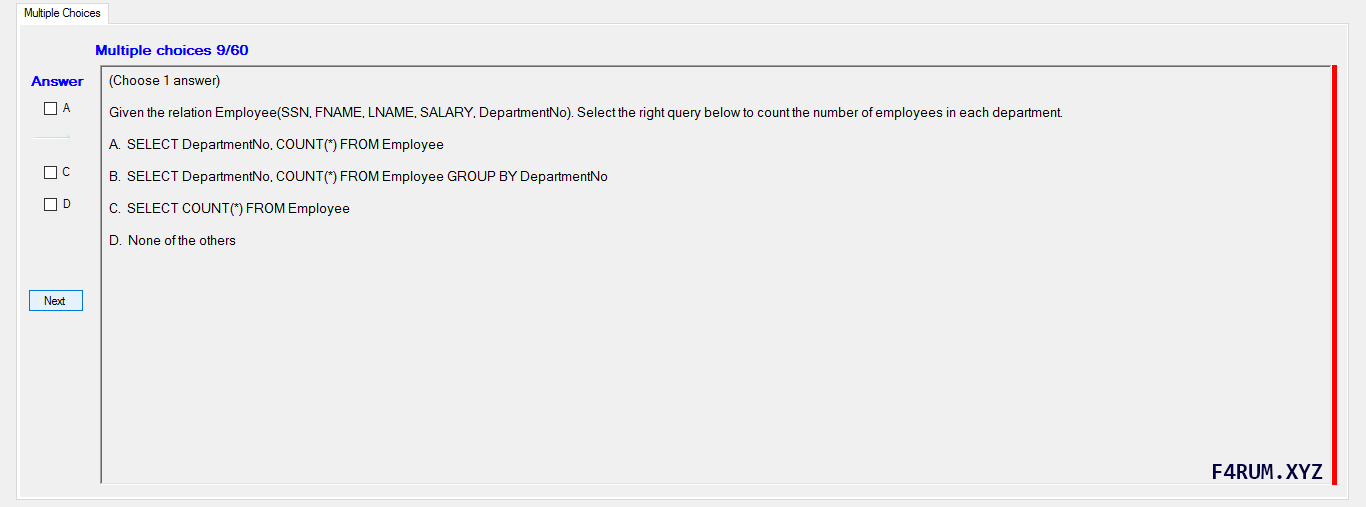 Multiple Choices
Multiple choices 9/60
Answer
A
C
D
Next
(Choose 1 answer)
Given the relation Employee(SSN, FNAME, LNAME, SALARY, DepartmentNo). Select the right query below to count the number of employees in each department.
A. SELECT DepartmentNo, COUNT(*) FROM Employee
B. SELECT DepartmentNo, COUNT(*) FROM Employee GROUP BY DepartmentNo
C. SELECT COUNT(*) FROM Employee
D. None of the others
F4RUM.XYZ